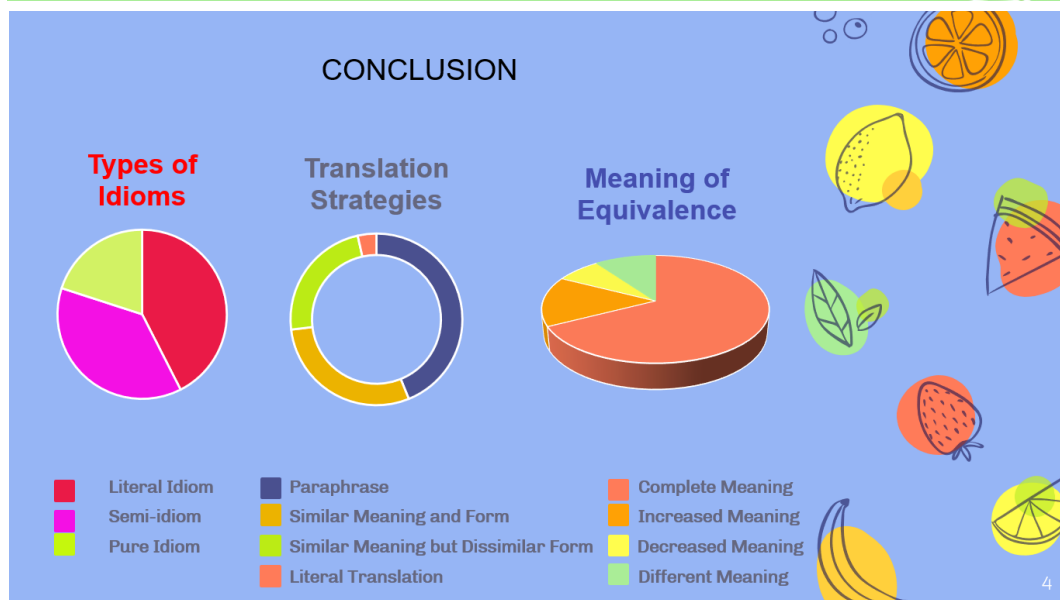 CONCLUSION
Types of
Idioms
Translation
Strategies
Meaning of
Equivalence
Literal Idiom
Semi-idiom
Pure Idiom
Paraphrase
Similar Meaning and Form
Similar Meaning but Dissimilar Form
Literal Translation
Complete Meaning
Increased Meaning
Decreased Meaning
Different Meaning
4